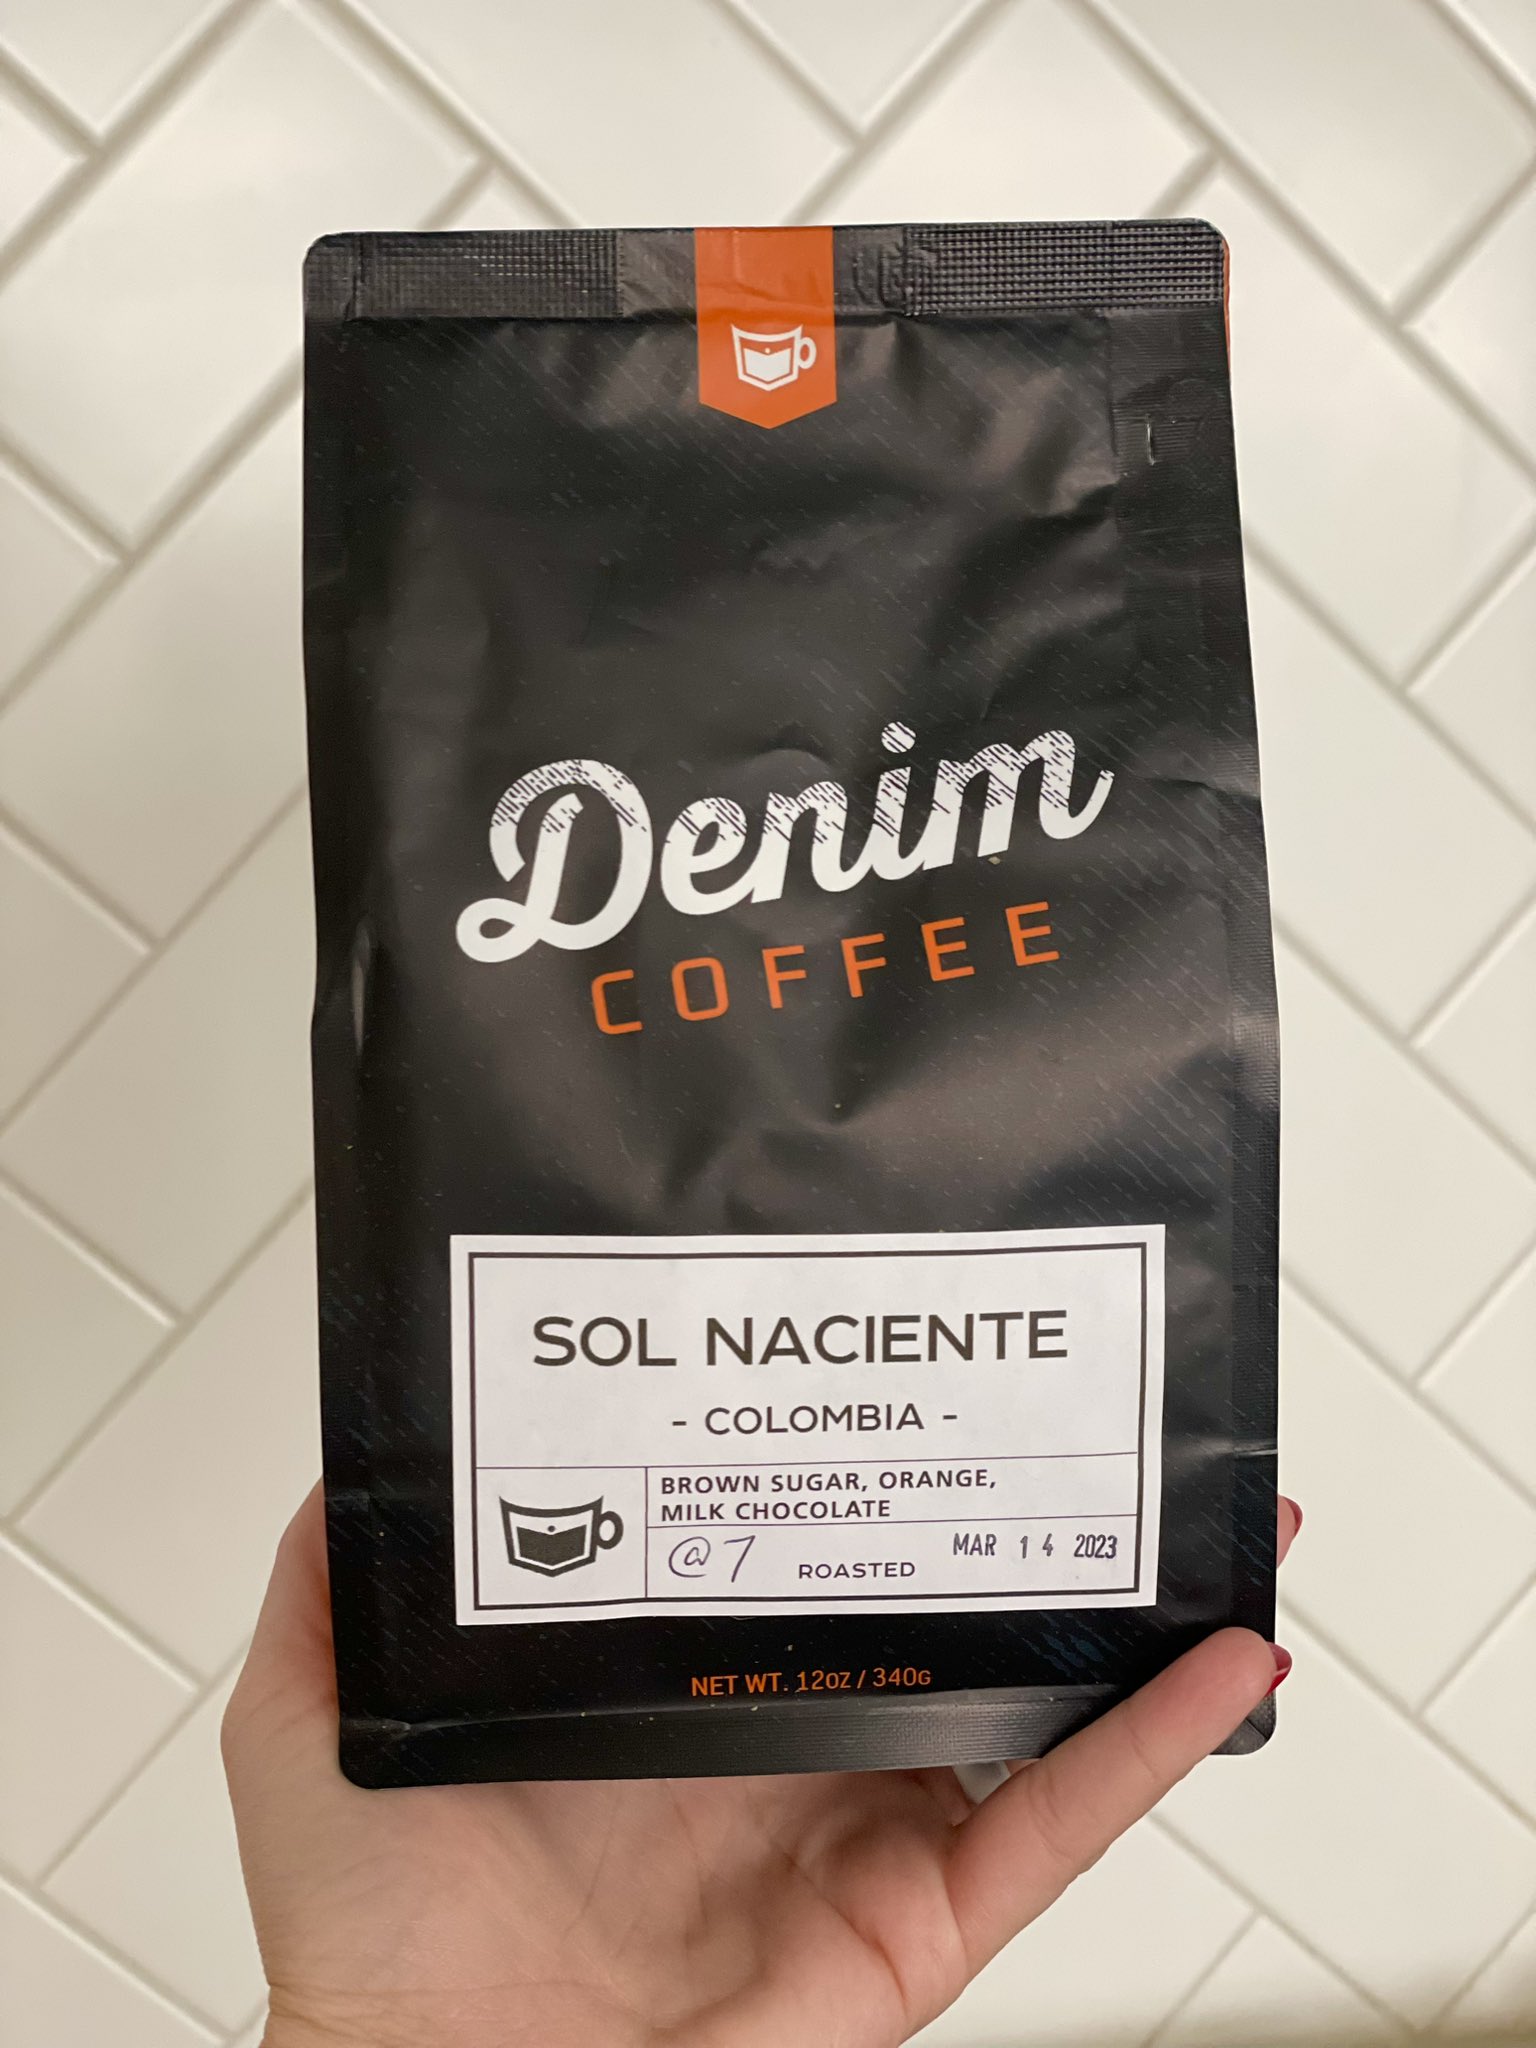 Denim
COFFEE
SOL NACIENTE
- COLOMBIA -
BROWN SUGAR, ORANGE,
MILK CHOCOLATE
@7 ROASTED MAR 14 2023
NET WT. 12OZ / 340G